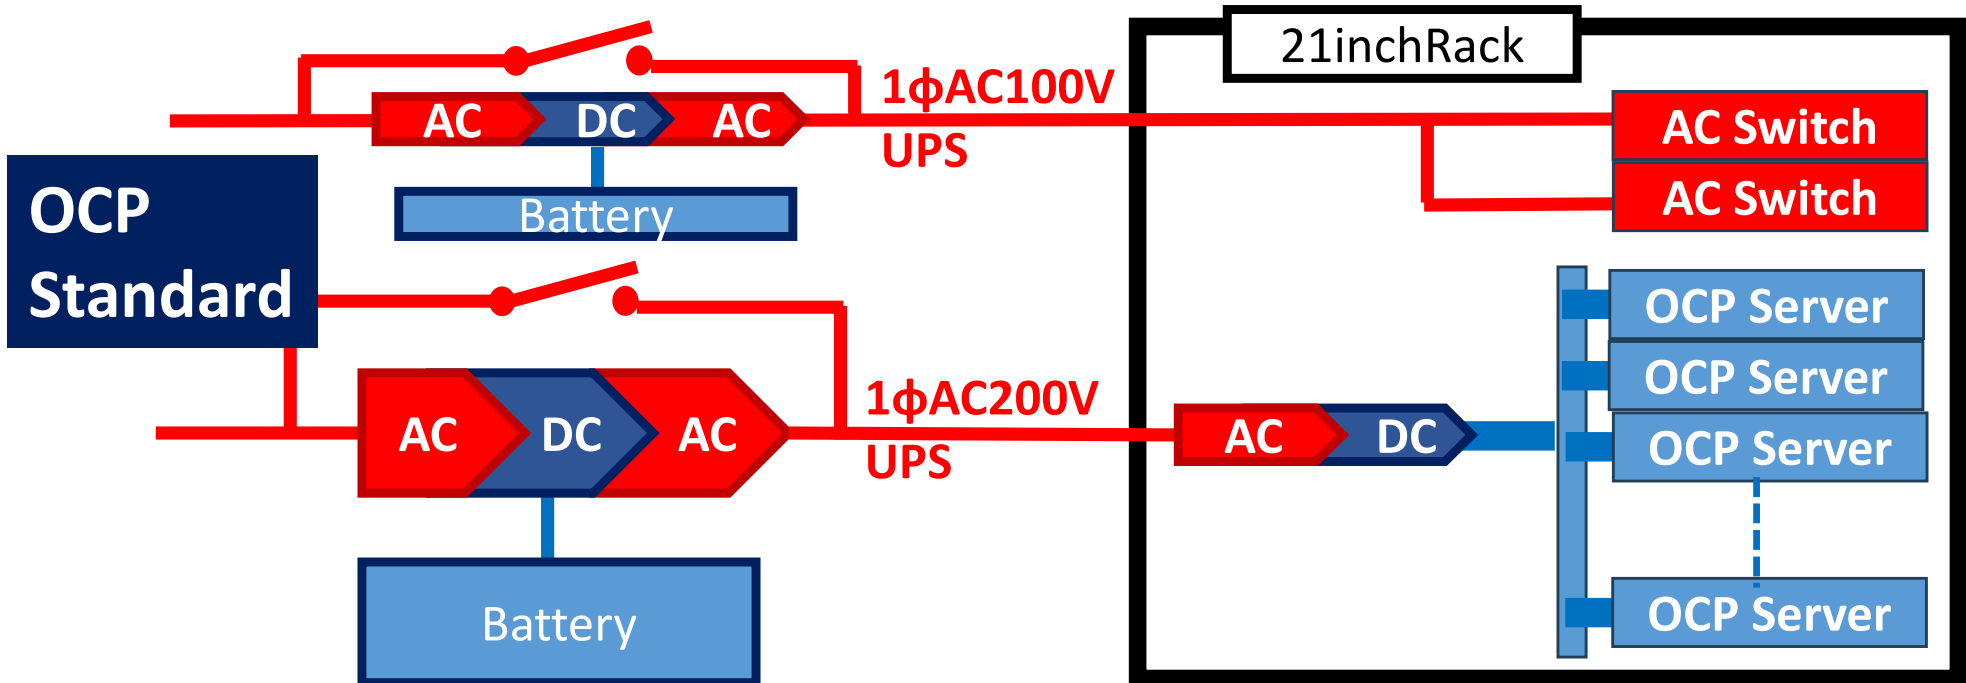 21inchRack
1ϕAC100V
UPS
AC DC AC
AC Switch
AC Switch
Battery
OCP
Standard
OCP Server
OCP Server
OCP Server
OCP Server
1ϕAC200V
UPS
AC DC AC
AC DC
Battery